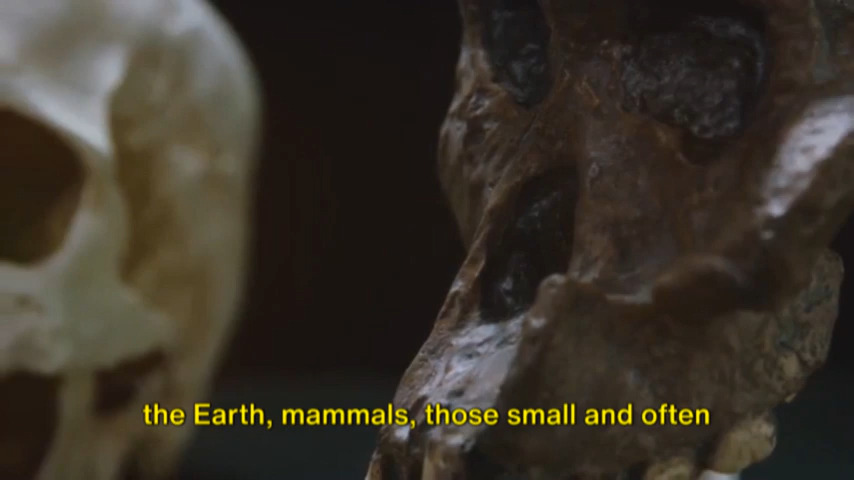 the Earth, mammals, those small and often